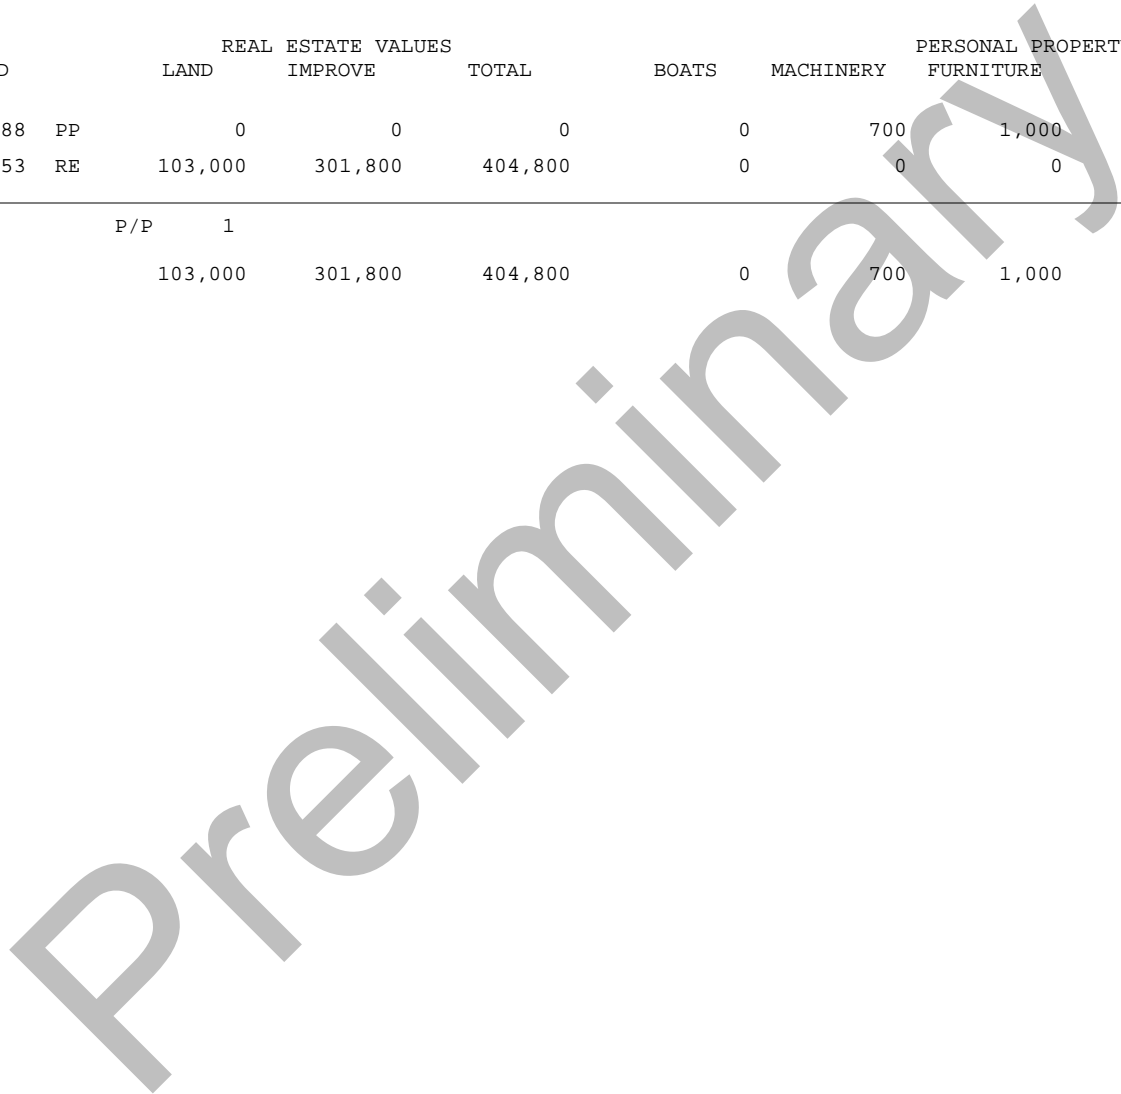 REAL ESTATE VALUES PERSONAL PROPERTY
D LAND IMPROVE TOTAL BOATS MACHINERY FURNITURE
88 PP 0 0 0 0 700 1,000
53 RE 103,000 301,800 404,800 0 0 0
P/P 1
103,000 301,800 404,800 0 700 1,000
Preliminary